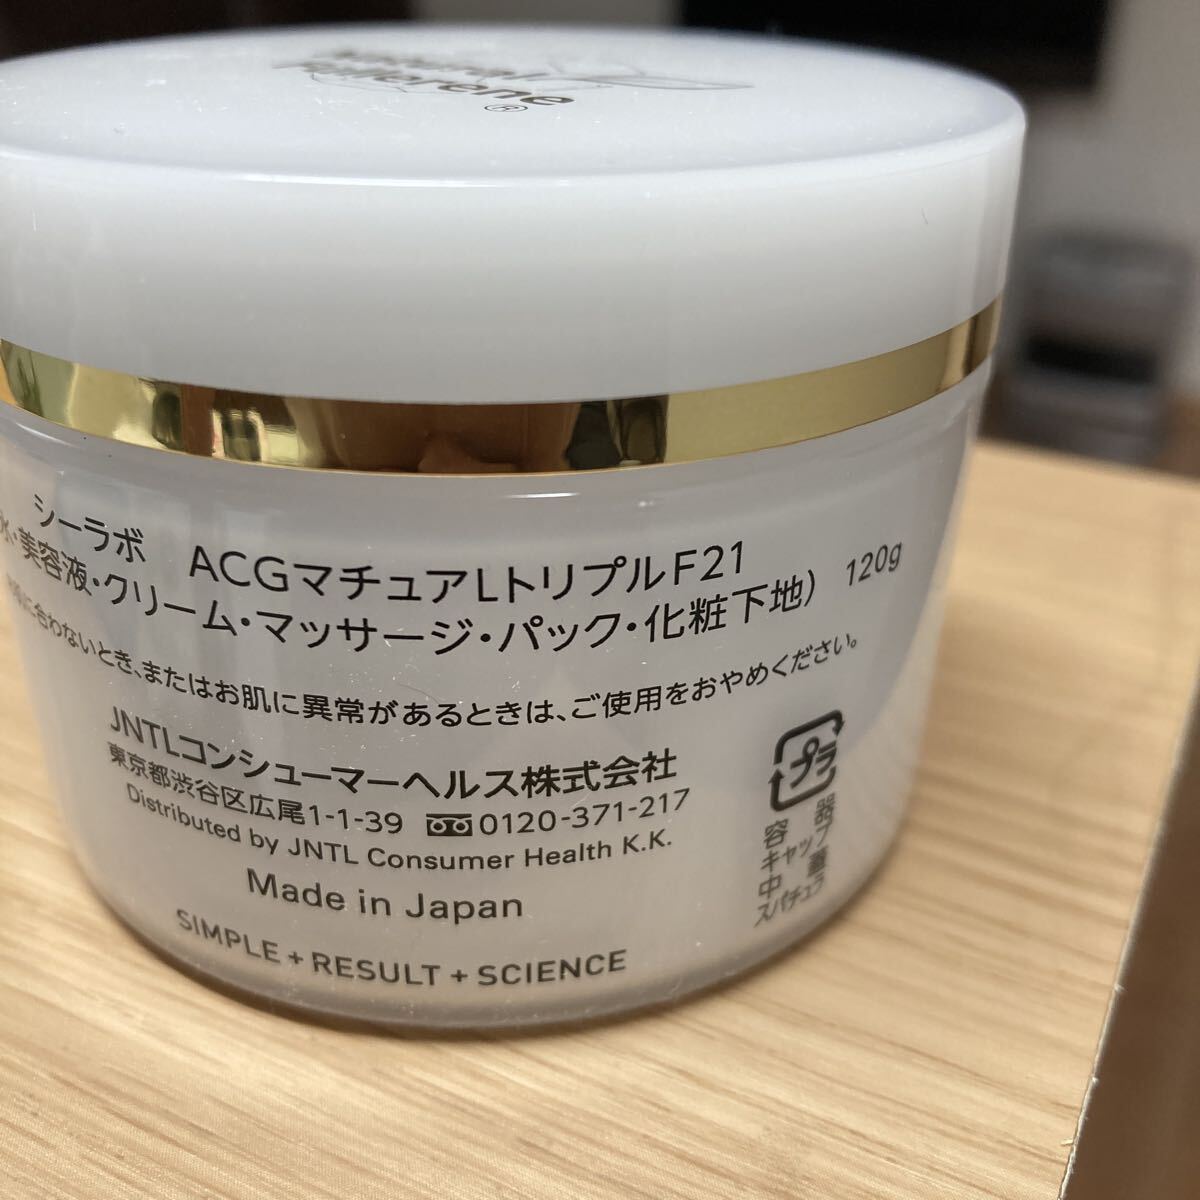 Natural
Fullerene®
シーラボ ACGマチュアLトリプルF21
水・美容液・クリーム・マッサージ・パック・化粧下地) 120g
に合わないとき、またはお肌に異常があるときは、ご使用をおやめください。
JNTLコンシューマーヘルス株式会社
東京都渋谷区広尾1-1-39 0120-371-217
Distributed by JNTL Consumer Health K.K.
Made in Japan
SIMPLE + RESULT + SCIENCE
プラ
容器
キャップ
中蓋
スパチュラ